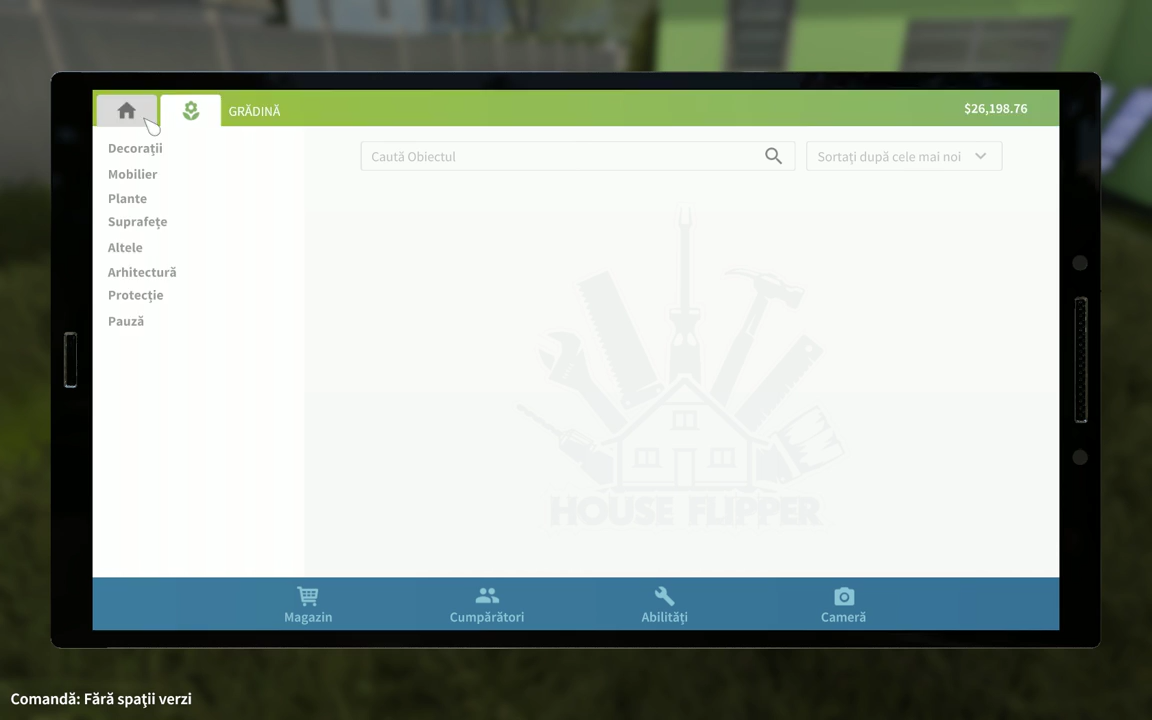 GRĂDINĂ
$26,198.76
Decorații
Mobilier
Plante
Suprafețe
Altele
Arhitectură
Protecție
Pauză
Caută Obiectul
Sortați după cele mai noi
HOUSE FLIPPER
Magazin
Cumpărători
Abilități
Cameră
Comandă: Fără spaţii verzi